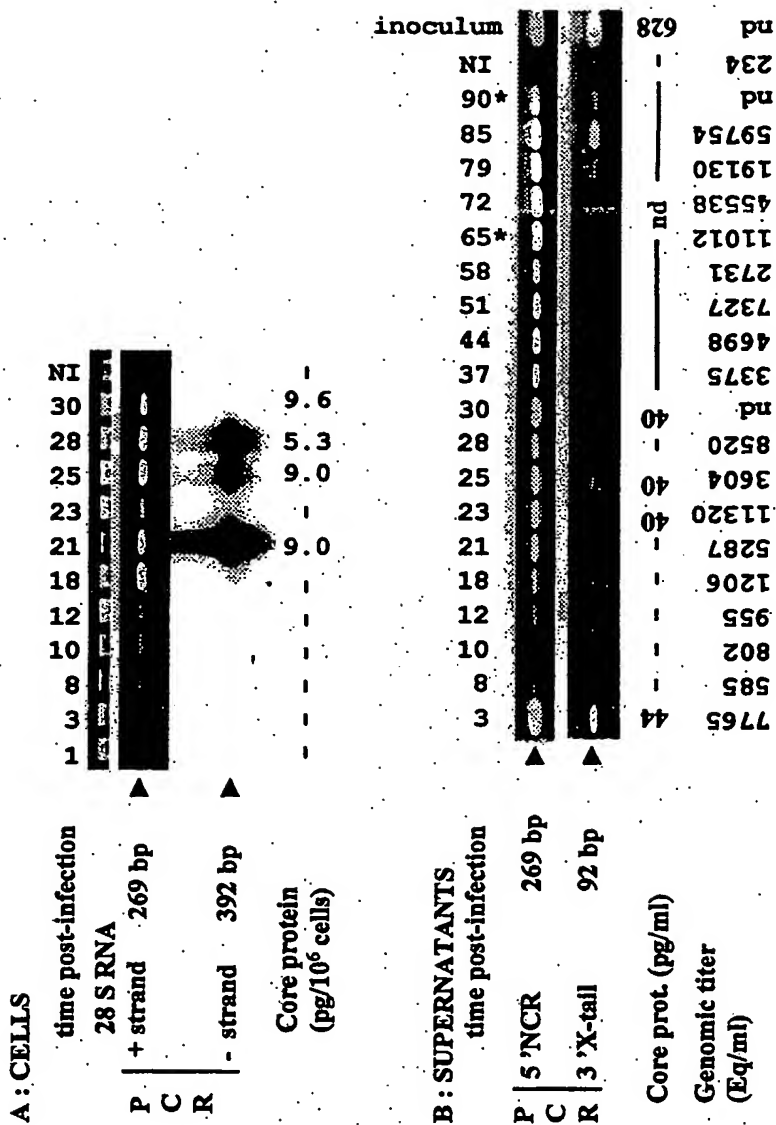 A : CELLS
time post-infection 1 3 8 10 12 18 21 23 25 28 30 NI
28 S RNA
PCR
+ strand 269 bp
- strand 392 bp
Core protein - - - - - - 9.0 - 9.0 5.3 9.6 -
(pg/10⁶ cells)
B : SUPERNATANTS
time post-infection 3 8 10 12 18 21 23 25 28 30 37 44 51 58 65* 72 79 85 90* NI inoculum
PCR
5 'NCR 269 bp
3 'X-tail 92 bp
Core prot. (pg/ml) 44 - - - - - 40 40 - 40 nd - 628
Genomic titer 7765 585 802 955 1206 5287 11320 3604 8520 nd 3375 4698 7327 2731 11012 45538 19130 59754 nd 234 nd
(Eq/ml)